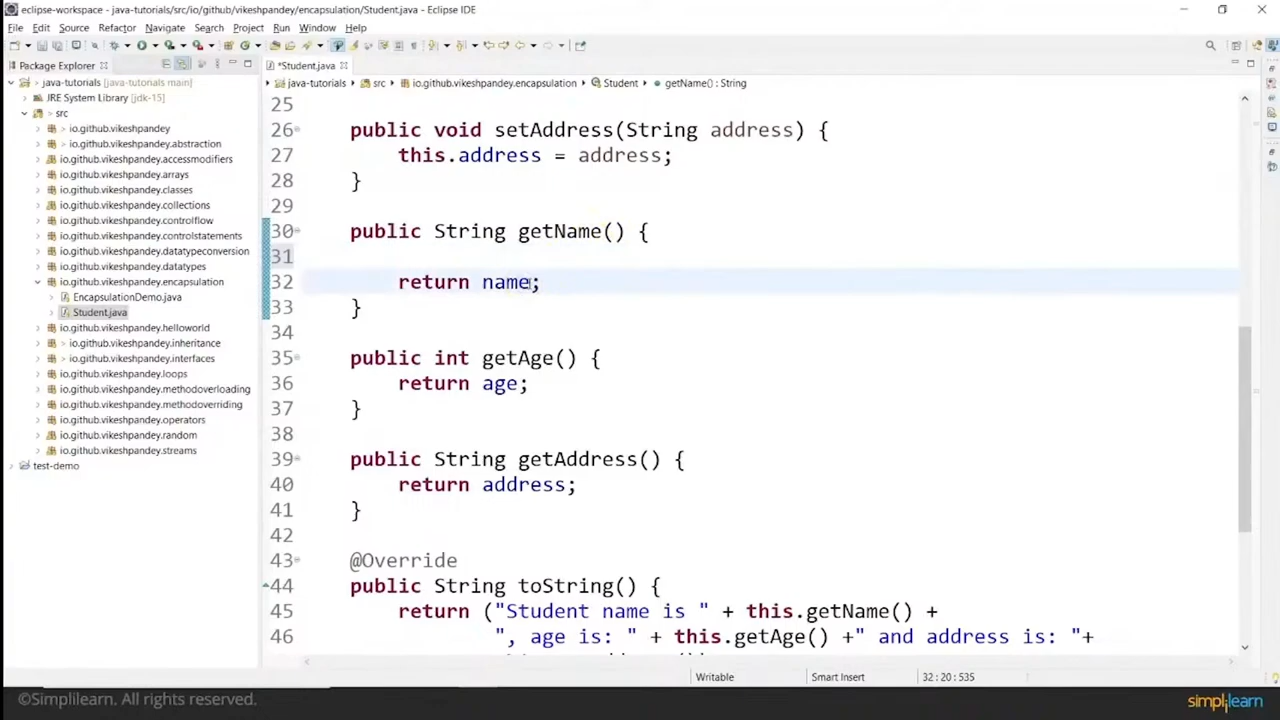 eclipse-workspace - java-tutorials/src/io/github/vikeshpandey/encapsulation/Student.java - Eclipse IDE
File Edit Source Refactor Navigate Search Project Run Window Help
Package Explorer
*Student.java
java-tutorials [java-tutorials main]
JRE System Library [jdk-15]
src
io.github.vikeshpandey
io.github.vikeshpandey.abstraction
io.github.vikeshpandey.accessmodifiers
io.github.vikeshpandey.arrays
io.github.vikeshpandey.classes
io.github.vikeshpandey.collections
io.github.vikeshpandey.controlflow
io.github.vikeshpandey.controlstatements
io.github.vikeshpandey.datatypeconversion
io.github.vikeshpandey.datatypes
io.github.vikeshpandey.encapsulation
EncapsulationDemo.java
Student.java
io.github.vikeshpandey.helloworld
io.github.vikeshpandey.inheritance
io.github.vikeshpandey.interfaces
io.github.vikeshpandey.loops
io.github.vikeshpandey.methodoverloading
io.github.vikeshpandey.methodoverriding
io.github.vikeshpandey.operators
io.github.vikeshpandey.random
io.github.vikeshpandey.streams
test-demo
java-tutorials src io.github.vikeshpandey.encapsulation Student getName() : String
25
26 public void setAddress(String address) {
27 this.address = address;
28 }
29
30 public String getName() {
31
32 return name;
33 }
34
35 public int getAge() {
36 return age;
37 }
38
39 public String getAddress() {
40 return address;
41 }
42
43 @Override
44 public String toString() {
45 return ("Student name is " + this.getName() +
46 ", age is: " + this.getAge() +" and address is: "+
Writable Smart Insert 32 : 20 : 535
©Simplilearn. All rights reserved.
simplilearn